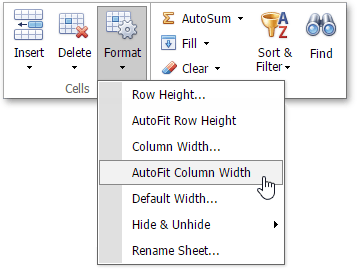 Insert
Delete
Format
AutoSum
Fill
Clear
Sort &
Filter
Find
Cells
Row Height...
AutoFit Row Height
Column Width...
AutoFit Column Width
Default Width...
Hide & Unhide
Rename Sheet...